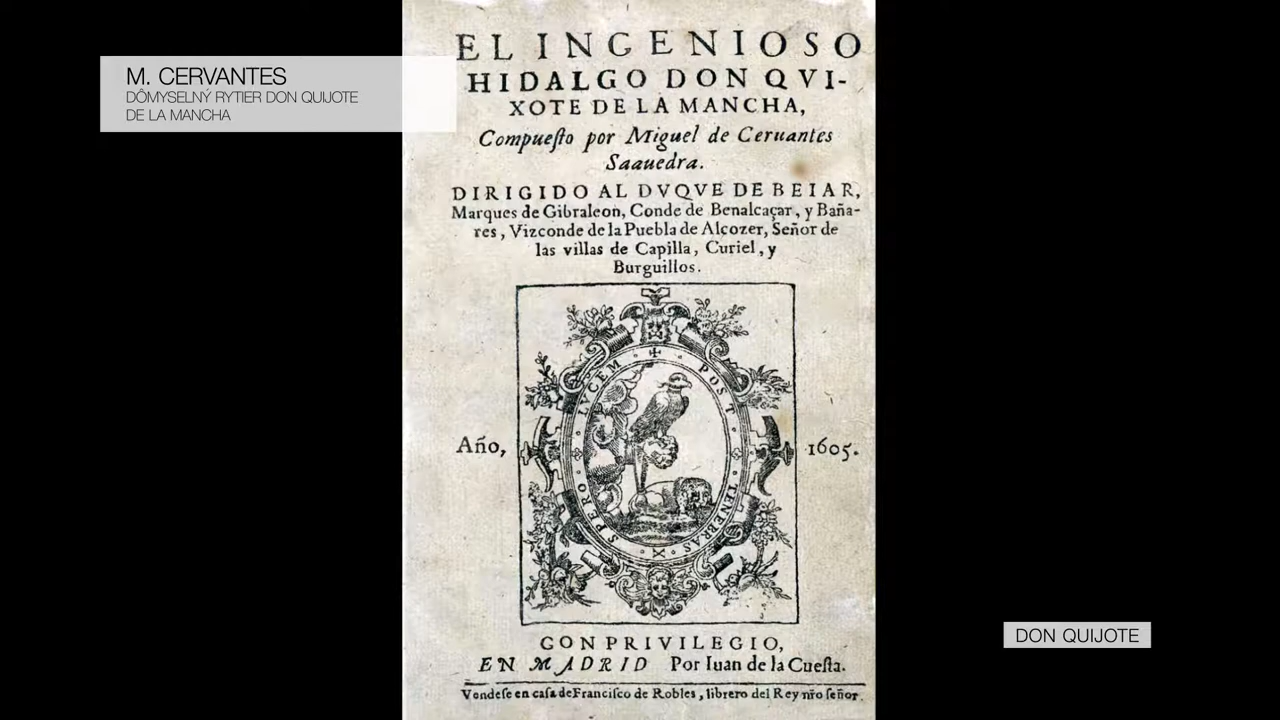 M. CERVANTES
DÔMYSELNÝ RYTIER DON QUIJOTE
DE LA MANCHA
EL INGENIOSO
HIDALGO DON QVI-
XOTE DE LA MANCHA,
Compueſto por Miguel de Ceruantes
Saauedra.
DIRIGIDO AL DVQVE DE BEIAR,
Marques de Gibraleon, Conde de Benalcaçar, y Baña-
res, Vizconde de la Puebla de Alcozer, Señor de
las villas de Capilla, Curiel, y
Burguillos.
SPERO LVCEM POST TENEBRAS
Año, 1605.
CON PRIVILEGIO,
EN MADRID Por Iuan de la Cueſta.
Vendeſe en caſa de Franciſco de Robles, librero del Rey nr̃o ſeñor.
DON QUIJOTE